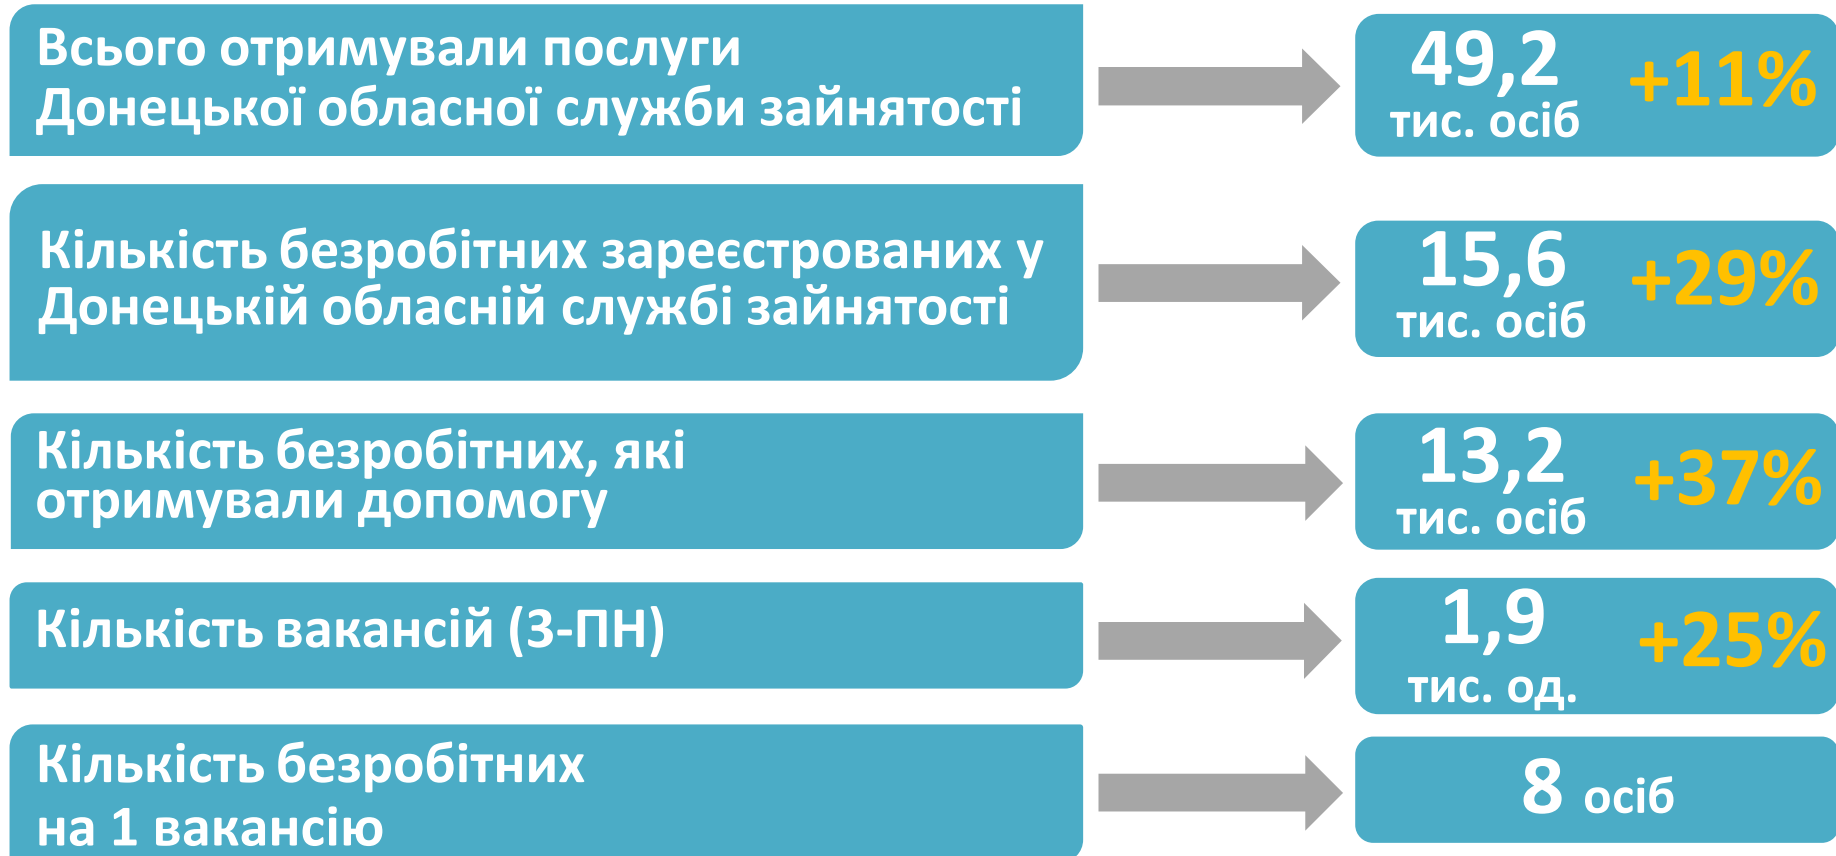 Всього отримували послуги
Донецької обласної служби зайнятості
49,2
тис. осіб
+11%
Кількість безробітних зареєстрованих у
Донецькій обласній службі зайнятості
15,6
тис. осіб
+29%
Кількість безробітних, які
отримували допомогу
13,2
тис. осіб
+37%
Кількість вакансій (3-ПН)
1,9
тис. од.
+25%
Кількість безробітних
на 1 вакансію
8 осіб